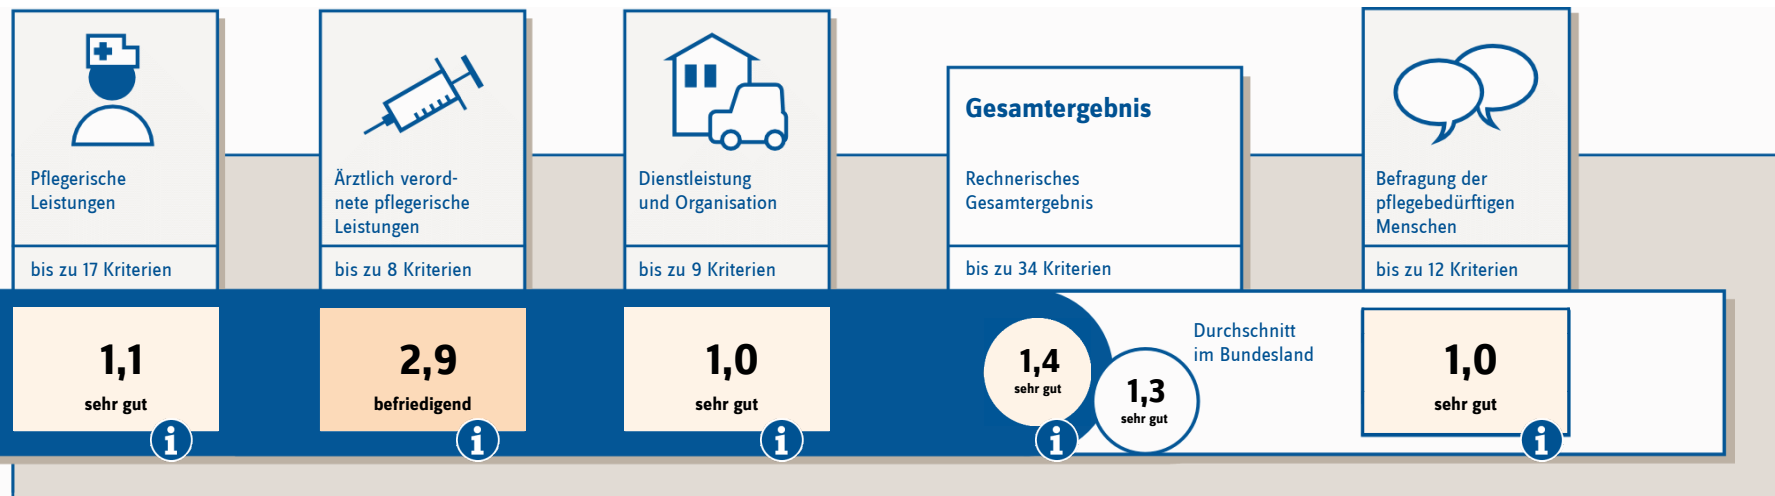 Pflegerische
Leistungen
bis zu 17 Kriterien
1,1
sehr gut
i
Ärztlich verord-
nete pflegerische
Leistungen
bis zu 8 Kriterien
2,9
befriedigend
i
Dienstleistung
und Organisation
bis zu 9 Kriterien
1,0
sehr gut
i
Gesamtergebnis
Rechnerisches
Gesamtergebnis
bis zu 34 Kriterien
1,4
sehr gut
i
Durchschnitt
im Bundesland
1,3
sehr gut
Befragung der
pflegebedürftigen
Menschen
bis zu 12 Kriterien
1,0
sehr gut
i